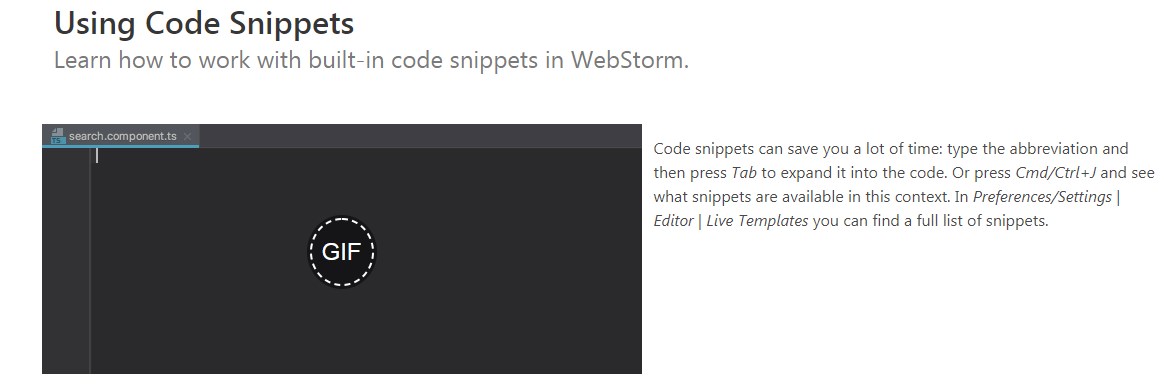 Using Code Snippets
Learn how to work with built-in code snippets in WebStorm.
TS search.component.ts
GIF
Code snippets can save you a lot of time: type the abbreviation and
then press Tab to expand it into the code. Or press Cmd/Ctrl+J and see
what snippets are available in this context. In Preferences/Settings |
Editor | Live Templates you can find a full list of snippets.